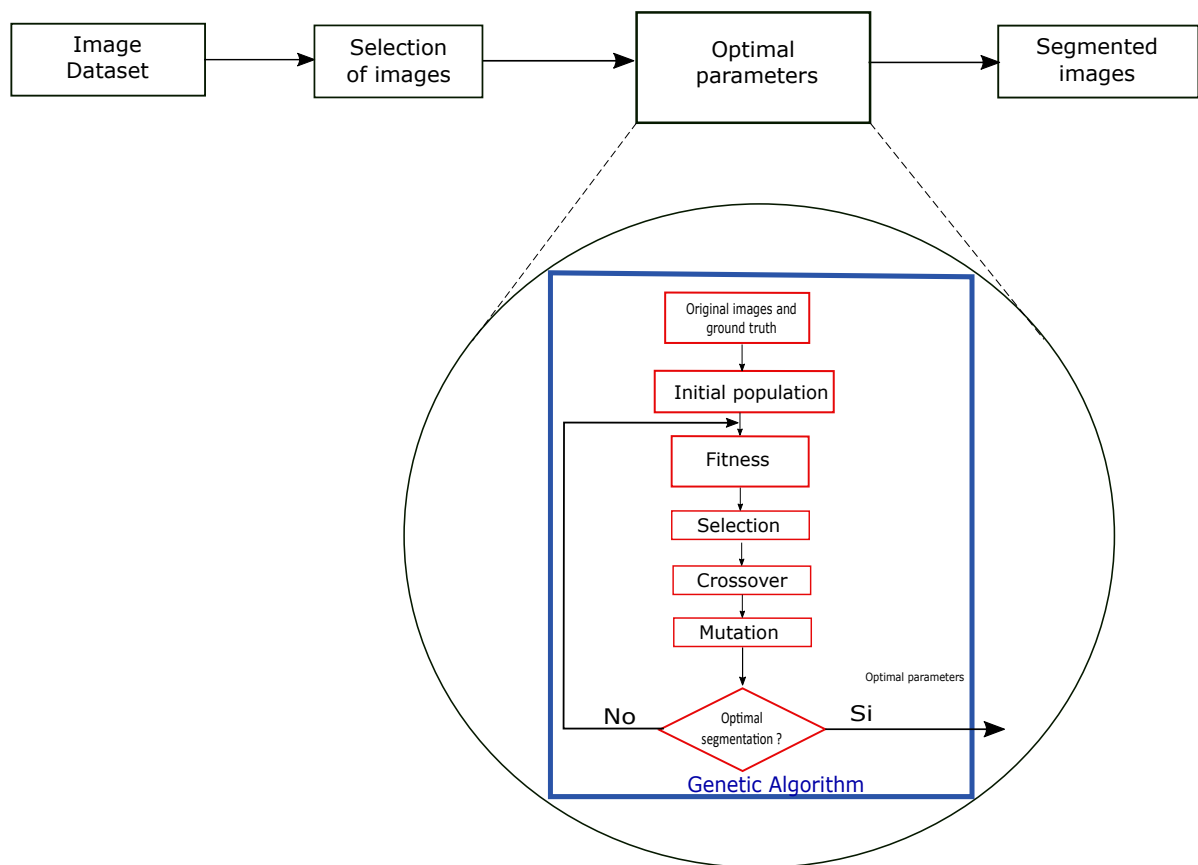 Image
Dataset
Selection
of images
Optimal
parameters
Segmented
images
Original images and
ground truth
Initial population
Fitness
Selection
Crossover
Mutation
Optimal parameters
No
Optimal
segmentation ?
Si
Genetic Algorithm